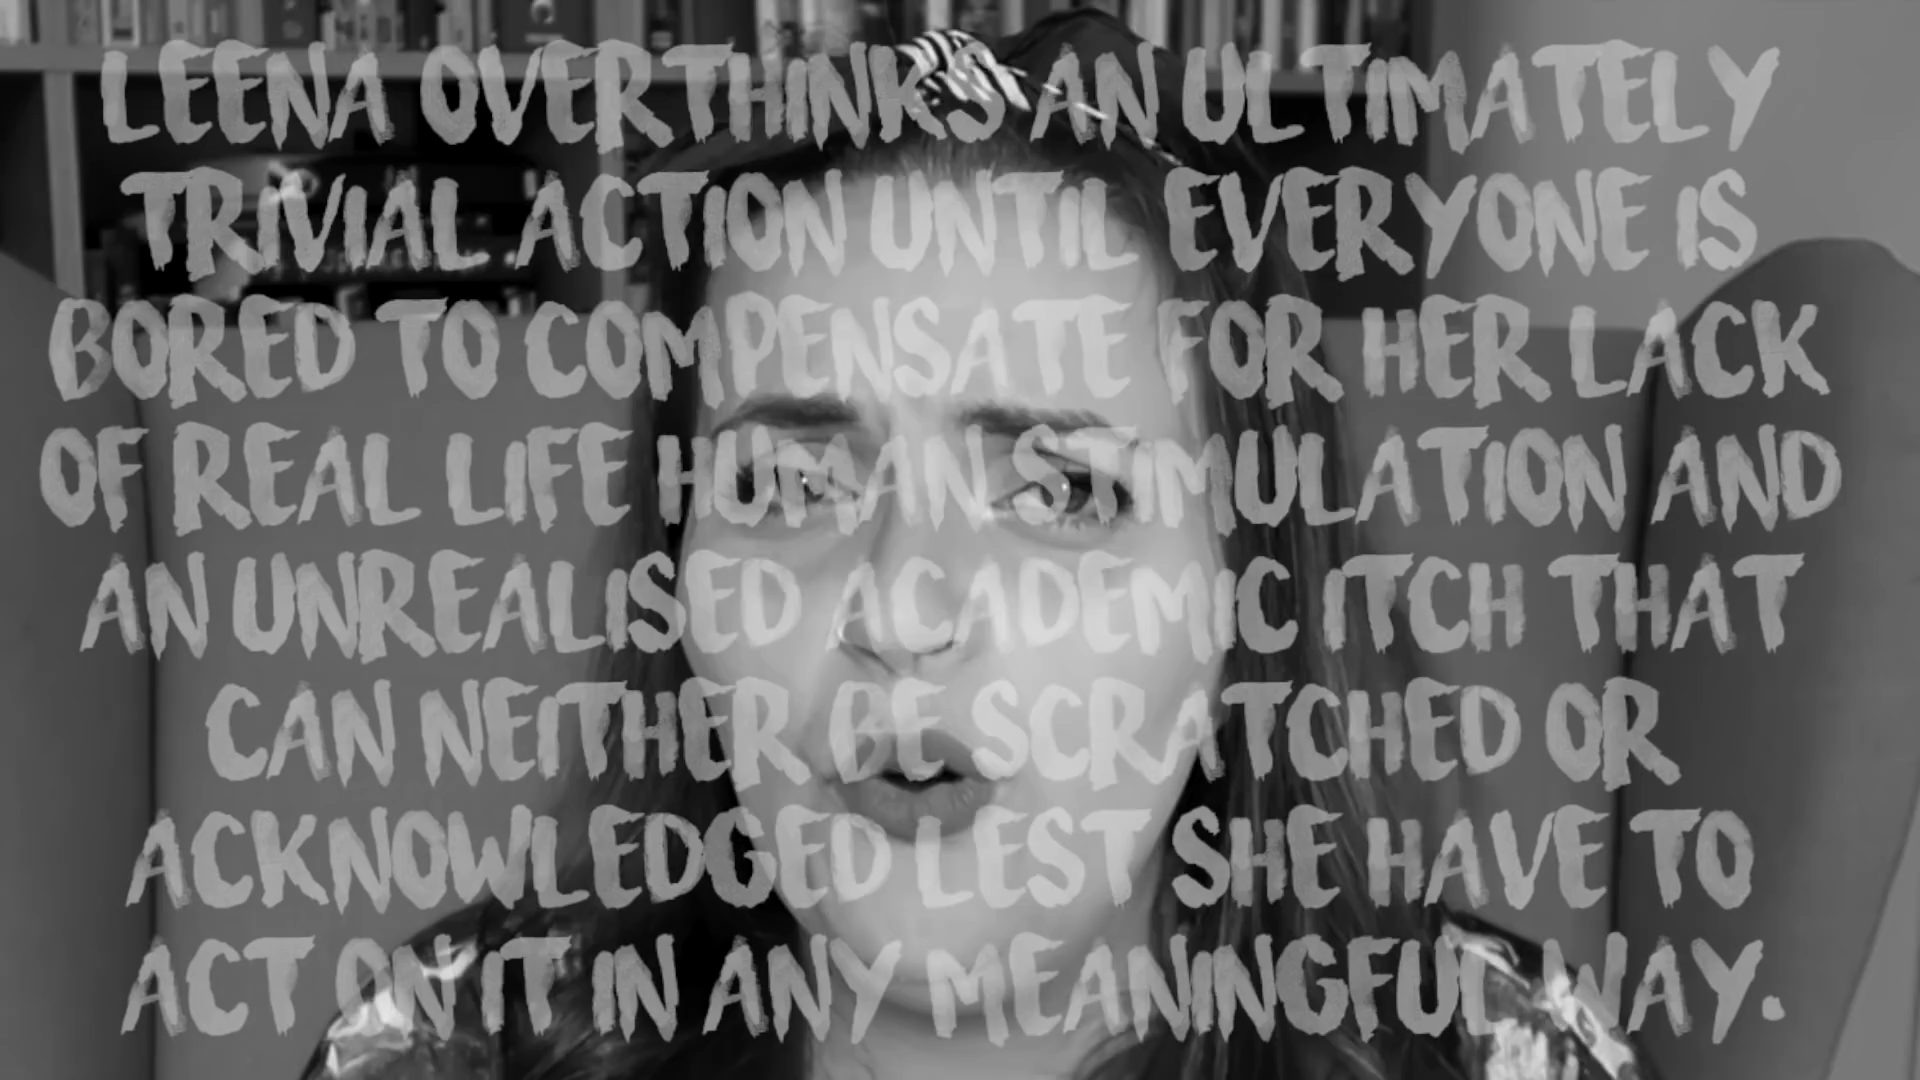 LEENA OVERTHINKS AN ULTIMATELY
TRIVIAL ACTION UNTIL EVERYONE IS
BORED TO COMPENSATE FOR HER LACK
OF REAL LIFE HUMAN STIMULATION AND
AN UNREALISED ACADEMIC ITCH THAT
CAN NEITHER BE SCRATCHED OR
ACKNOWLEDGED LEST SHE HAVE TO
ACT ON IT IN ANY MEANINGFUL WAY.